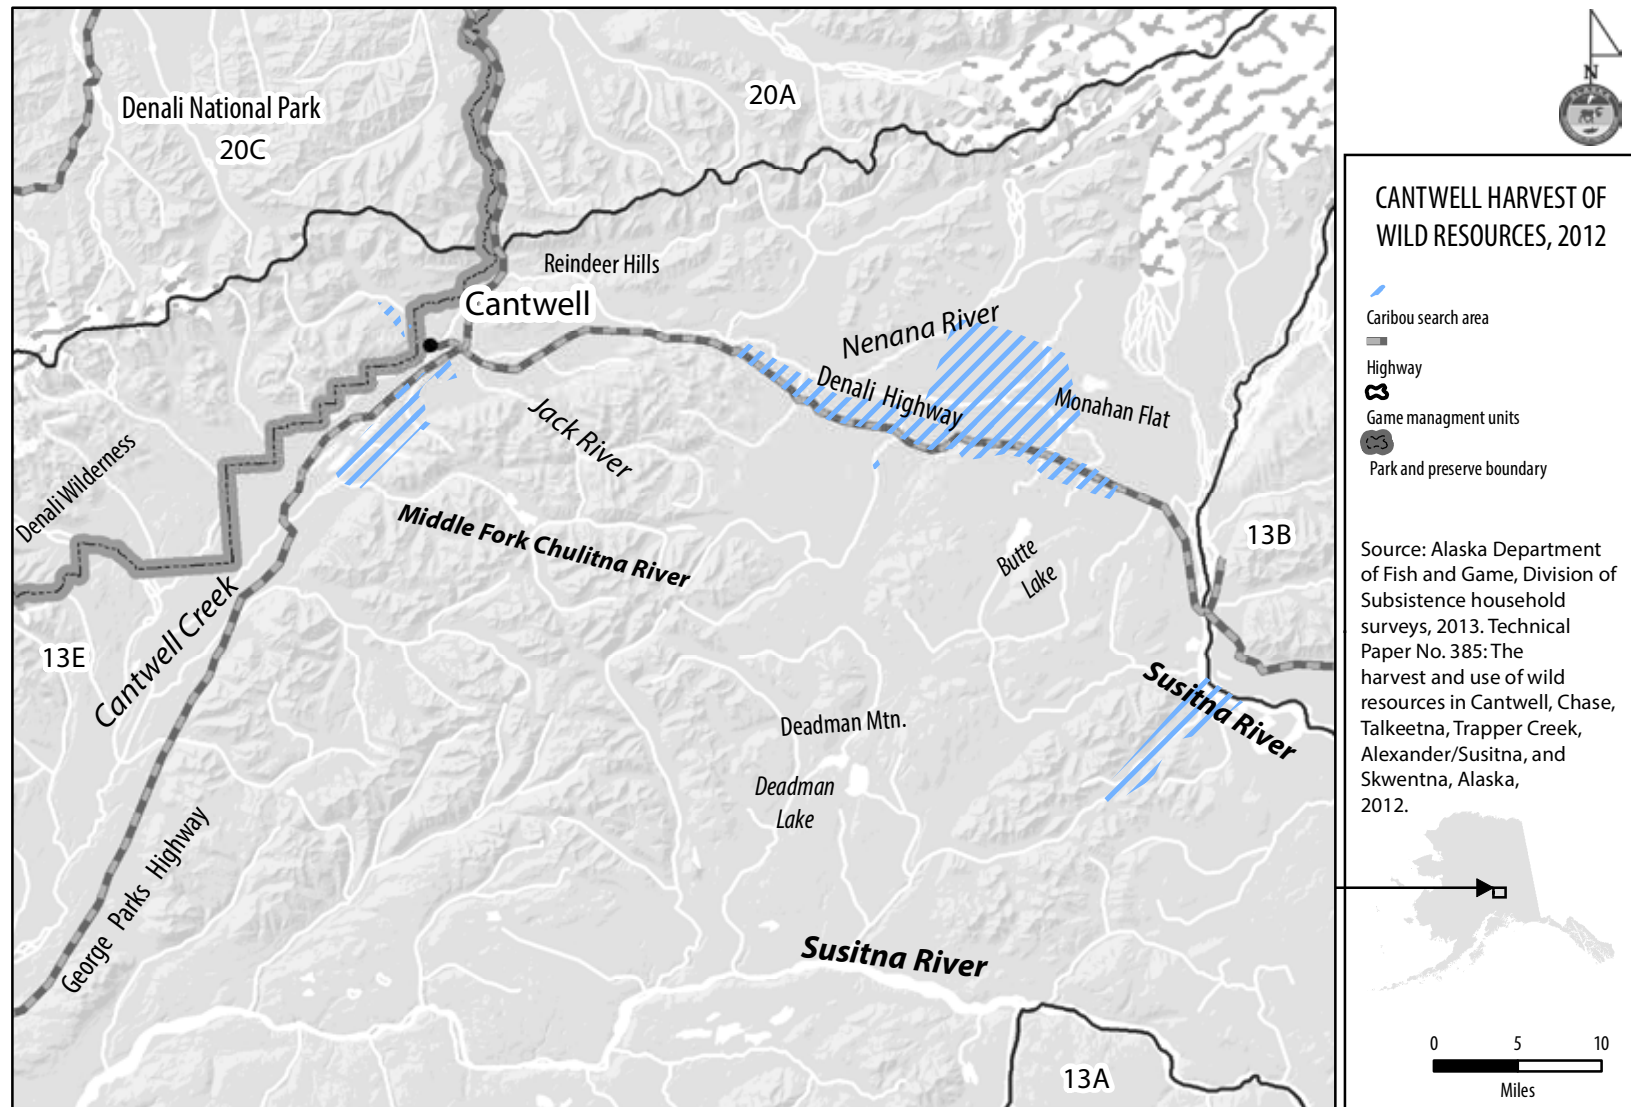 Denali National Park
20C
20A
Reindeer Hills
Cantwell
Nenana River
Denali Highway
Monahan Flat
Jack River
Denali Wilderness
Middle Fork Chulitna River
Butte
Lake
13B
Cantwell Creek
13E
Susitna River
Deadman Mtn.
Deadman
Lake
George Parks Highway
Susitna River
13A
N
ALASKA
CANTWELL HARVEST OF
WILD RESOURCES, 2012
Caribou search area
Highway
Game managment units
Park and preserve boundary
Source: Alaska Department
of Fish and Game, Division of
Subsistence household
surveys, 2013. Technical
Paper No. 385: The
harvest and use of wild
resources in Cantwell, Chase,
Talkeetna, Trapper Creek,
Alexander/Susitna, and
Skwentna, Alaska,
2012.
0 5 10
Miles